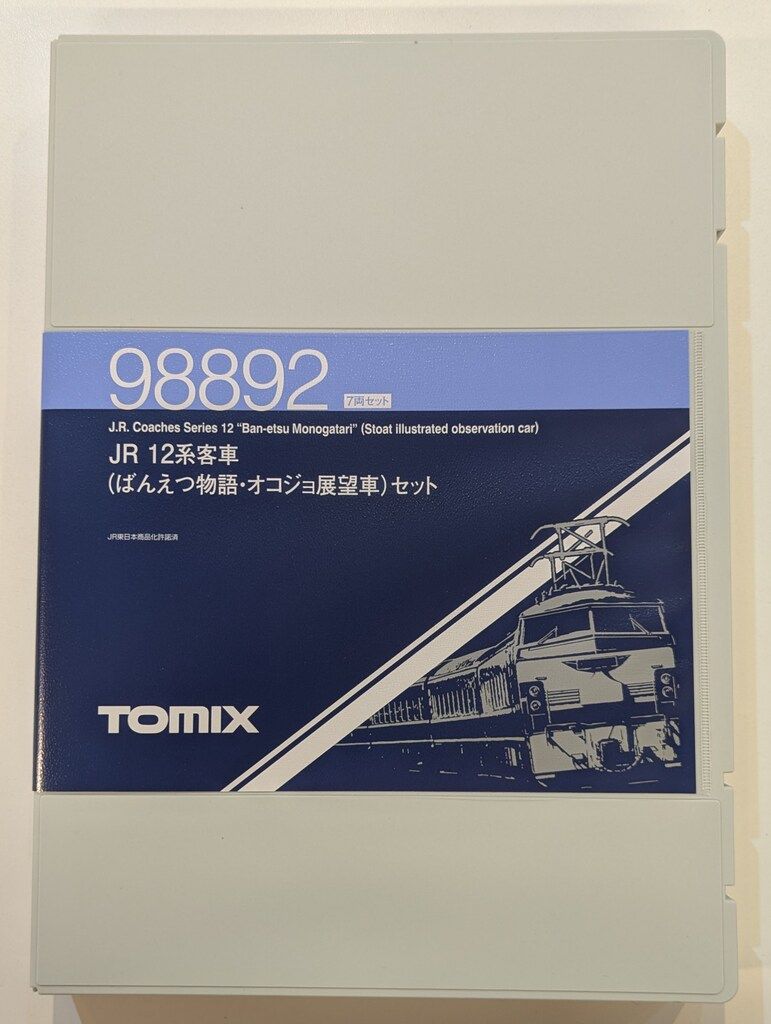 98892
7両セット
J.R. Coaches Series 12 "Ban-etsu Monogatari" (Stoat illustrated observation car)
JR 12系客車
(ばんえつ物語・オコジョ展望車)セット
JR東日本商品化許諾済
TOMIX